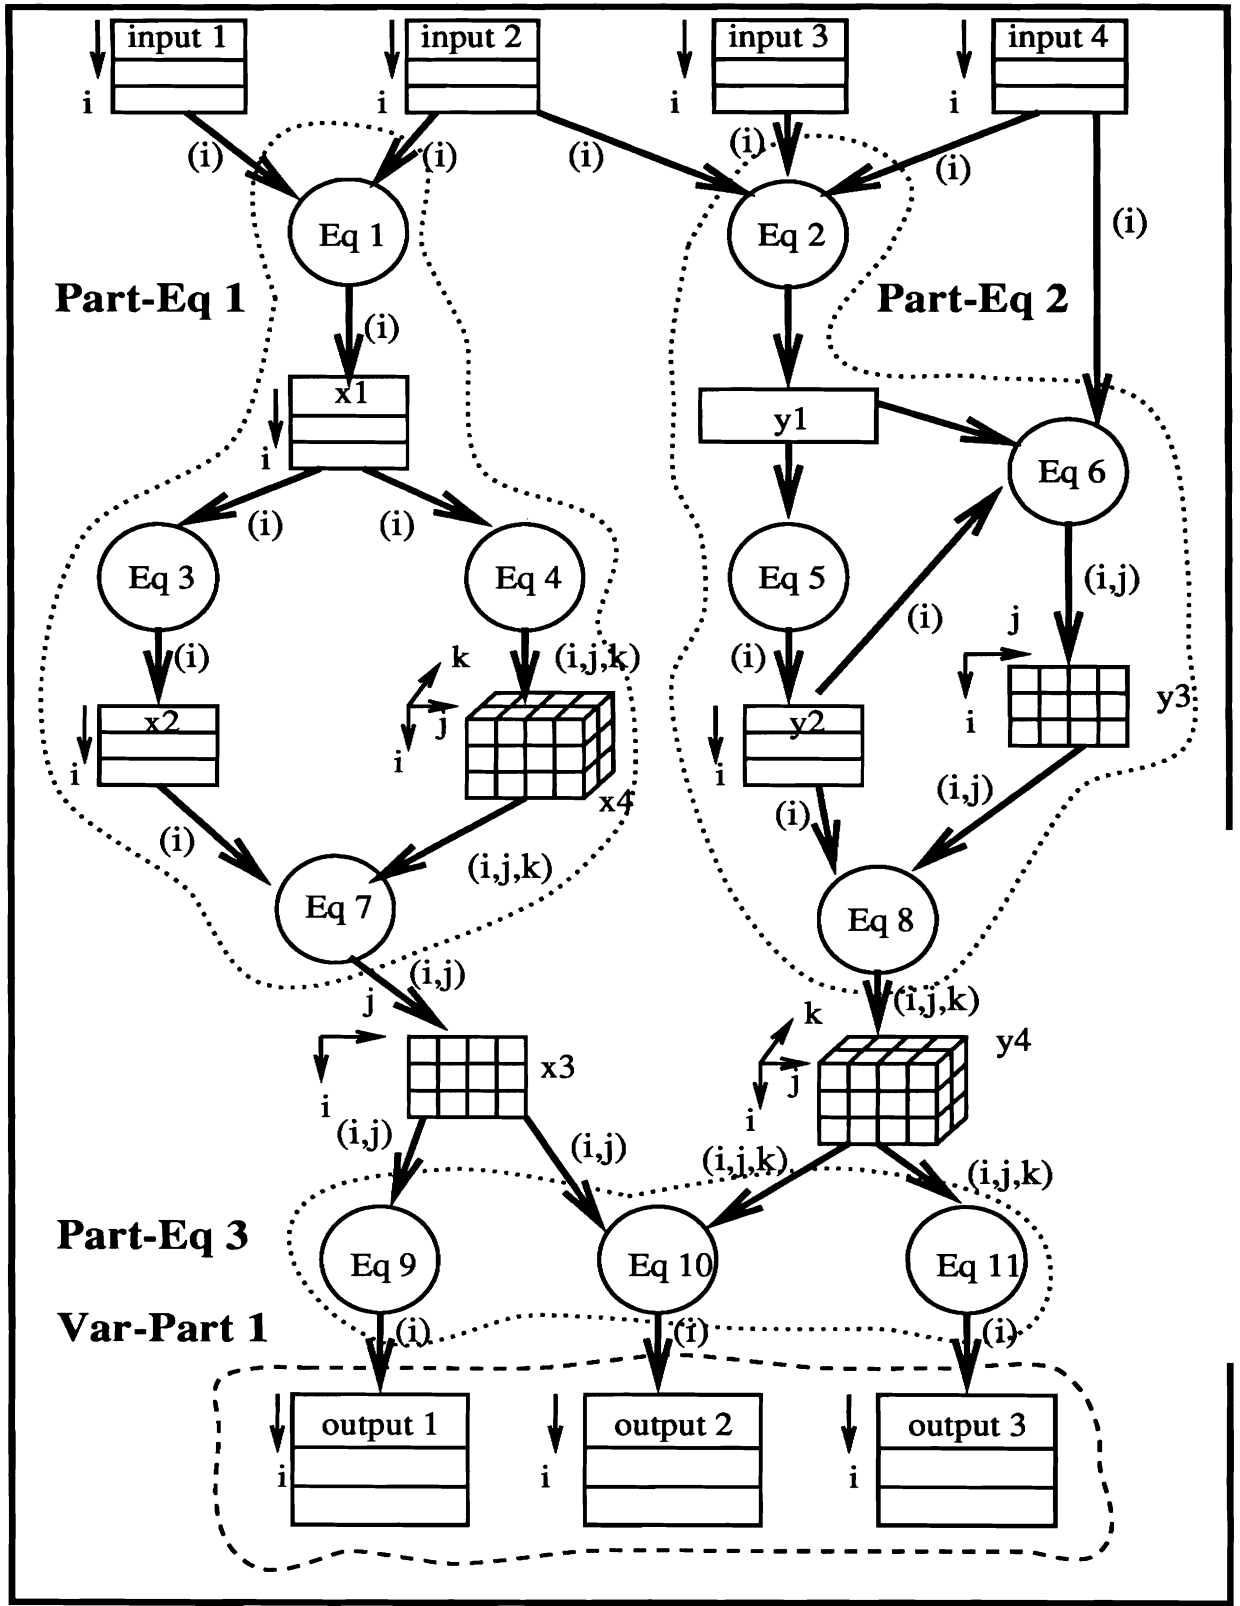 input 1
input 2
input 3
input 4
i
i
i
i
(i)
(i)
(i)
(i)
(i)
(i)
Eq 1
Eq 2
Part-Eq 1
Part-Eq 2
(i)
x1
i
y1
Eq 6
(i)
(i)
Eq 3
Eq 4
Eq 5
(i,j)
(i)
(i)
(i,j,k)
(i)
k
j
i
j
i
x2
i
x4
y2
i
y3
(i)
(i,j,k)
(i)
(i,j)
Eq 7
Eq 8
(i,j)
(i,j,k)
j
i
x3
k
j
i
y4
(i,j)
(i,j)
(i,j,k)
(i,j,k)
Part-Eq 3
Eq 9
Eq 10
Eq 11
Var-Part 1
(i)
(i)
(i)
output 1
output 2
output 3
i
i
i